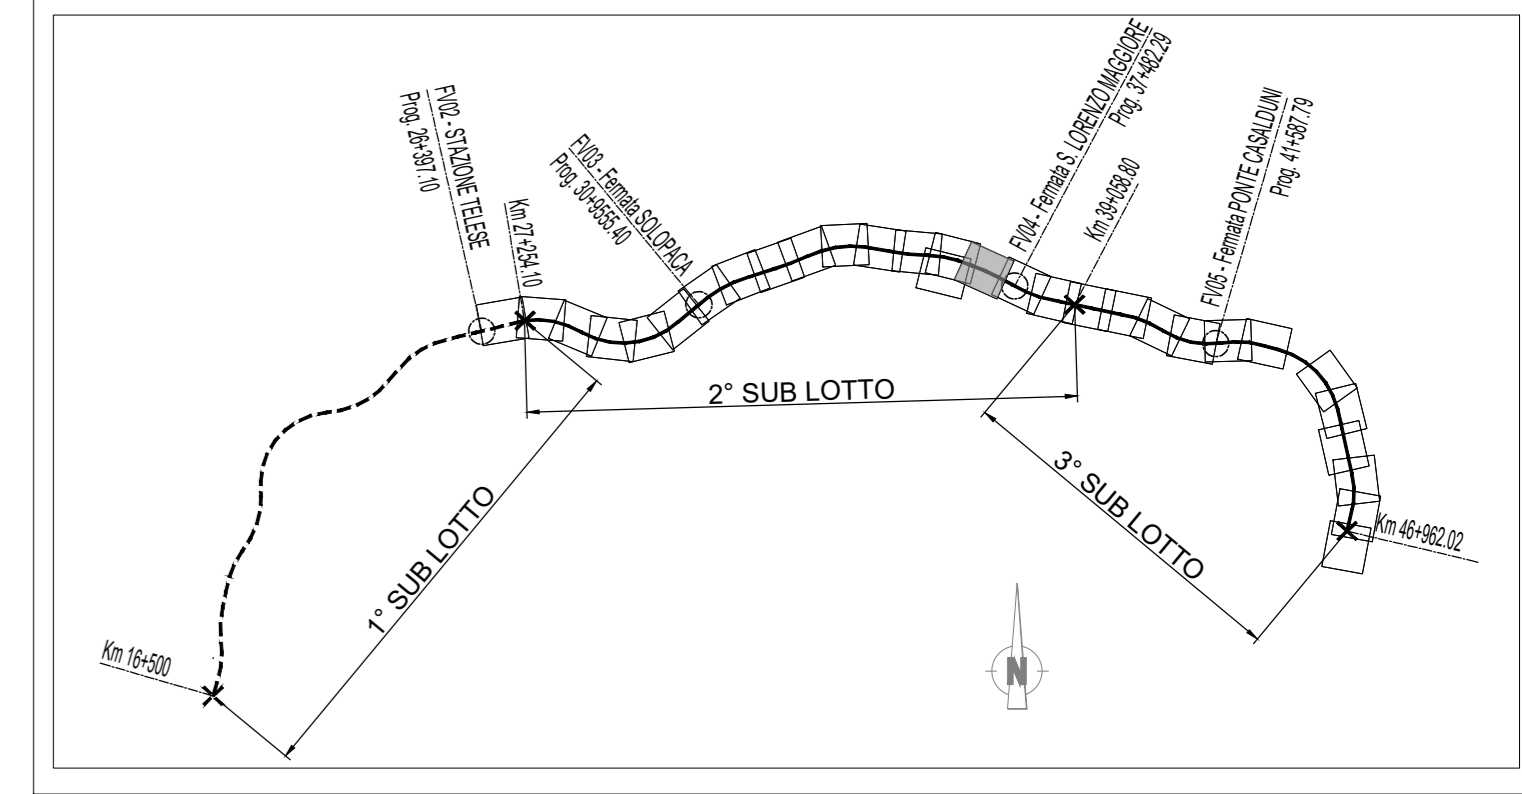 FV02 - STAZIONE TELESE
Prog. 26+397.10
Km 27+254.10
FV03 - Fermata SOLOPACA
Prog. 30+9555.40
FV04 - Fermata S. LORENZO MAGGIORE
Prog. 37+482.29
Km 39+058.80
FV05 - Fermata PONTE CASALDUNI
Prog. 41+587.79
2° SUB LOTTO
3° SUB LOTTO
1° SUB LOTTO
Km 46+962.02
Km 16+500
N